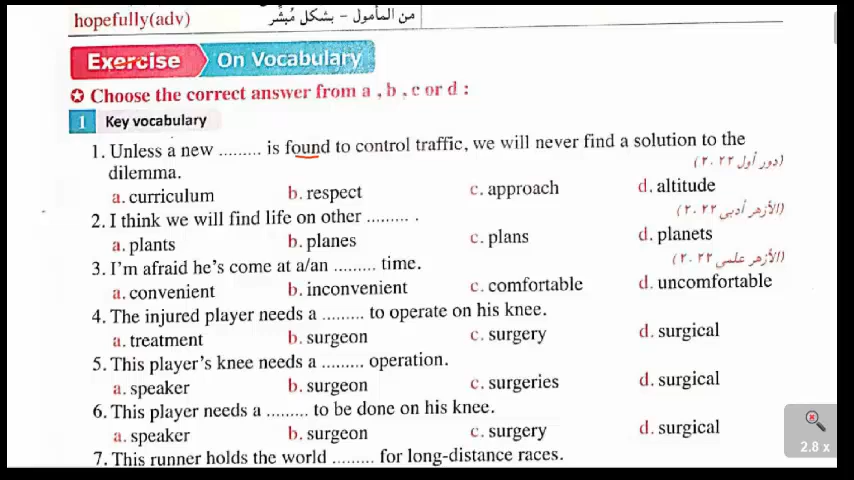 hopefully(adv) من المأمول – بشكل مُبشِّر
Exercise On Vocabulary
✪ Choose the correct answer from a , b , c or d :
1 Key vocabulary
1. Unless a new ......... is found to control traffic, we will never find a solution to the
dilemma. (دور أول ٢٠٢٢)
a. curriculum b. respect c. approach d. altitude
2. I think we will find life on other ......... . (الأزهر أدبى ٢٠٢٢)
a. plants b. planes c. plans d. planets
3. I'm afraid he's come at a/an ......... time. (الأزهر علمى ٢٠٢٢)
a. convenient b. inconvenient c. comfortable d. uncomfortable
4. The injured player needs a ......... to operate on his knee.
a. treatment b. surgeon c. surgery d. surgical
5. This player's knee needs a ......... operation.
a. speaker b. surgeon c. surgeries d. surgical
6. This player needs a ......... to be done on his knee.
a. speaker b. surgeon c. surgery d. surgical
7. This runner holds the world ......... for long-distance races.
2.8 x